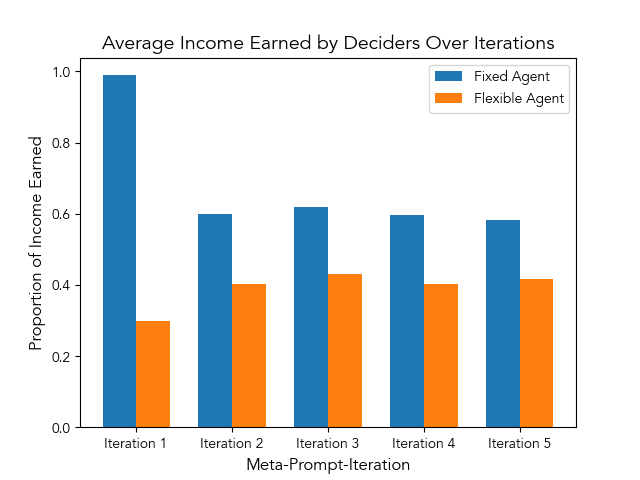 Average Income Earned by Deciders Over Iterations
Fixed Agent
Flexible Agent
Proportion of Income Earned
1.0
0.8
0.6
0.4
0.2
0.0
Iteration 1 Iteration 2 Iteration 3 Iteration 4 Iteration 5
Meta-Prompt-Iteration